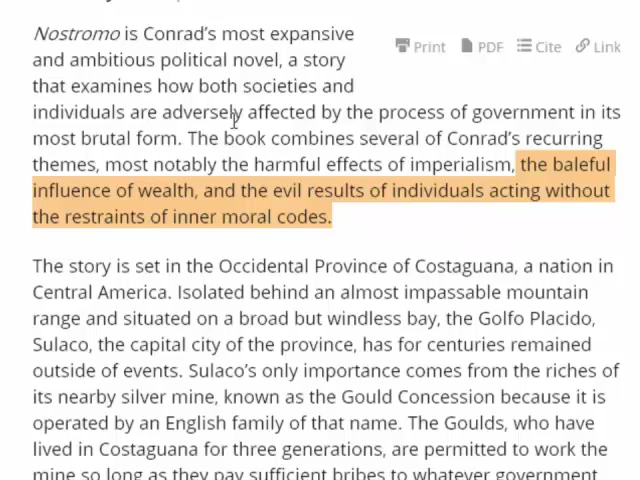 Nostromo is Conrad's most expansive
Print PDF Cite Link
and ambitious political novel, a story
that examines how both societies and
individuals are adversely affected by the process of government in its
most brutal form. The book combines several of Conrad's recurring
themes, most notably the harmful effects of imperialism, the baleful
influence of wealth, and the evil results of individuals acting without
the restraints of inner moral codes.
The story is set in the Occidental Province of Costaguana, a nation in
Central America. Isolated behind an almost impassable mountain
range and situated on a broad but windless bay, the Golfo Placido,
Sulaco, the capital city of the province, has for centuries remained
outside of events. Sulaco's only importance comes from the riches of
its nearby silver mine, known as the Gould Concession because it is
operated by an English family of that name. The Goulds, who have
lived in Costaguana for three generations, are permitted to work the
mine so long as they pay sufficient bribes to whatever government